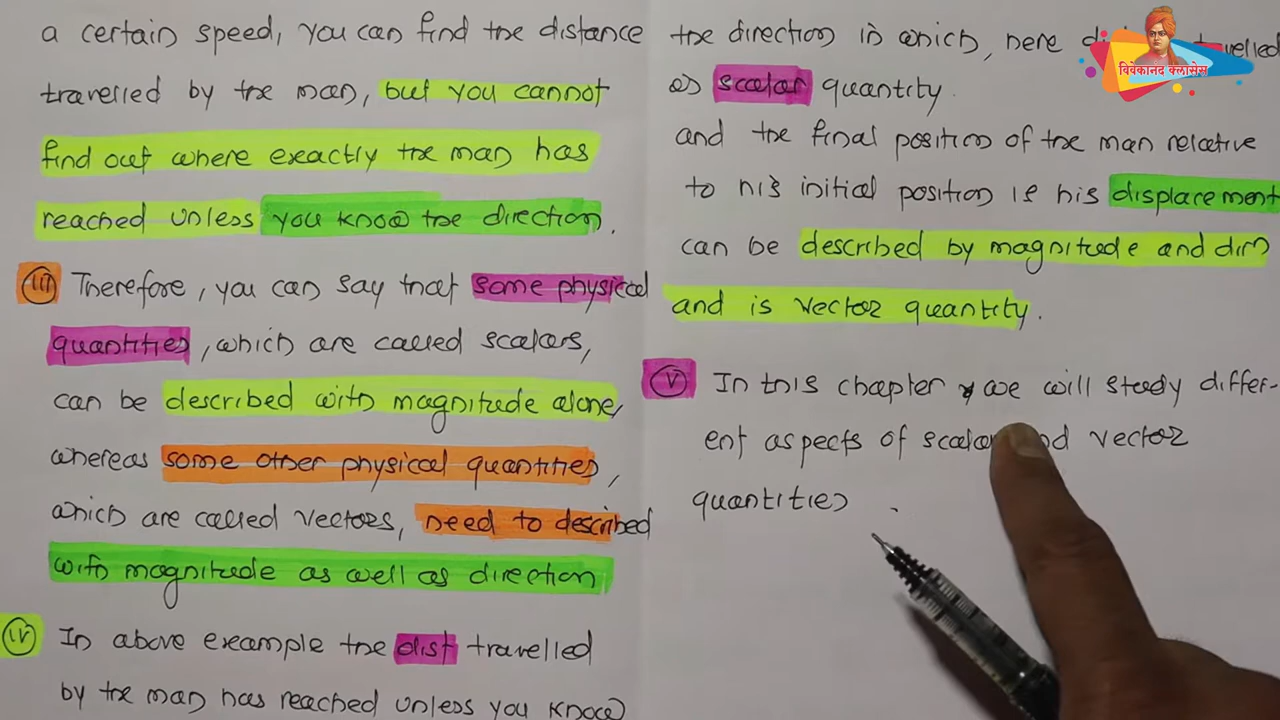 a certain speed, you can find the distance
travelled by the man, but you cannot
find out where exactly the man has
reached unless you know the direction.
(III) Therefore, you can say that some physical
quantities, which are called scalars,
can be described with magnitude alone,
whereas some other physical quantities,
which are called vectors, need to described
with magnitude as well as direction
(IV) In above example the dist travelled
by the man has reached unless you know
the direction in which, here travelled
as scalar quantity.
and the final position of the man relative
to his initial position is his displacement
can be described by magnitude and dirn
and is vector quantity.
(V) In this chapter, we will study differ-
ent aspects of scalar and vector
quantities.
विवेकानंद क्लासेस